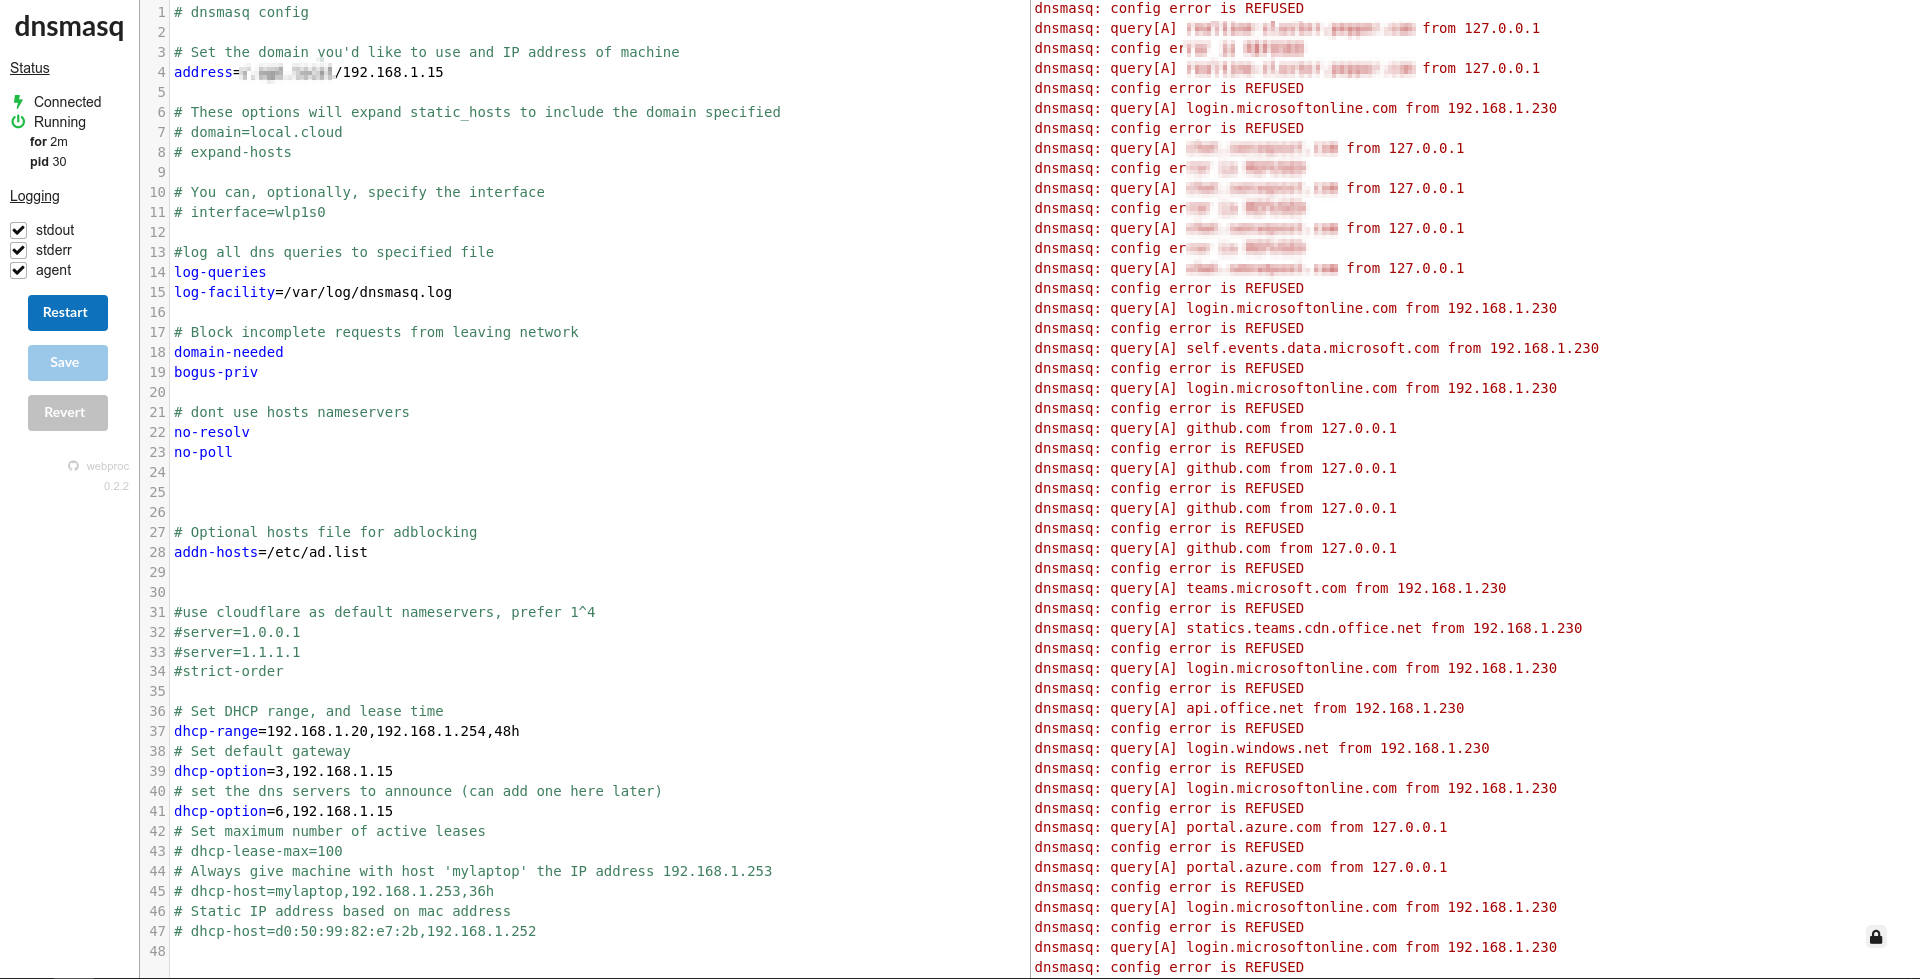 dnsmasq
Status
Connected
Running
for 2m
pid 30
Logging
stdout
stderr
agent
Restart
Save
Revert
webproc
0.2.2
1 # dnsmasq config
2
3 # Set the domain you'd like to use and IP address of machine
4 address= /192.168.1.15
5
6 # These options will expand static_hosts to include the domain specified
7 # domain=local.cloud
8 # expand-hosts
9
10 # You can, optionally, specify the interface
11 # interface=wlp1s0
12
13 #log all dns queries to specified file
14 log-queries
15 log-facility=/var/log/dnsmasq.log
16
17 # Block incomplete requests from leaving network
18 domain-needed
19 bogus-priv
20
21 # dont use hosts nameservers
22 no-resolv
23 no-poll
24
25
26
27 # Optional hosts file for adblocking
28 addn-hosts=/etc/ad.list
29
30
31 #use cloudflare as default nameservers, prefer 1^4
32 #server=1.0.0.1
33 #server=1.1.1.1
34 #strict-order
35
36 # Set DHCP range, and lease time
37 dhcp-range=192.168.1.20,192.168.1.254,48h
38 # Set default gateway
39 dhcp-option=3,192.168.1.15
40 # set the dns servers to announce (can add one here later)
41 dhcp-option=6,192.168.1.15
42 # Set maximum number of active leases
43 # dhcp-lease-max=100
44 # Always give machine with host 'mylaptop' the IP address 192.168.1.253
45 # dhcp-host=mylaptop,192.168.1.253,36h
46 # Static IP address based on mac address
47 # dhcp-host=d0:50:99:82:e7:2b,192.168.1.252
48
dnsmasq: config error is REFUSED
dnsmasq: query[A] from 127.0.0.1
dnsmasq: config
dnsmasq: query[A] from 127.0.0.1
dnsmasq: config error is REFUSED
dnsmasq: query[A] login.microsoftonline.com from 192.168.1.230
dnsmasq: config error is REFUSED
dnsmasq: query[A] from 127.0.0.1
dnsmasq: config
dnsmasq: query[A] from 127.0.0.1
dnsmasq: config
dnsmasq: query[A] from 127.0.0.1
dnsmasq: config
dnsmasq: query[A] from 127.0.0.1
dnsmasq: config error is REFUSED
dnsmasq: query[A] login.microsoftonline.com from 192.168.1.230
dnsmasq: config error is REFUSED
dnsmasq: query[A] self.events.data.microsoft.com from 192.168.1.230
dnsmasq: config error is REFUSED
dnsmasq: query[A] login.microsoftonline.com from 192.168.1.230
dnsmasq: config error is REFUSED
dnsmasq: query[A] github.com from 127.0.0.1
dnsmasq: config error is REFUSED
dnsmasq: query[A] github.com from 127.0.0.1
dnsmasq: config error is REFUSED
dnsmasq: query[A] github.com from 127.0.0.1
dnsmasq: config error is REFUSED
dnsmasq: query[A] github.com from 127.0.0.1
dnsmasq: config error is REFUSED
dnsmasq: query[A] teams.microsoft.com from 192.168.1.230
dnsmasq: config error is REFUSED
dnsmasq: query[A] statics.teams.cdn.office.net from 192.168.1.230
dnsmasq: config error is REFUSED
dnsmasq: query[A] login.microsoftonline.com from 192.168.1.230
dnsmasq: config error is REFUSED
dnsmasq: query[A] api.office.net from 192.168.1.230
dnsmasq: config error is REFUSED
dnsmasq: query[A] login.windows.net from 192.168.1.230
dnsmasq: config error is REFUSED
dnsmasq: query[A] login.microsoftonline.com from 192.168.1.230
dnsmasq: config error is REFUSED
dnsmasq: query[A] portal.azure.com from 127.0.0.1
dnsmasq: config error is REFUSED
dnsmasq: query[A] portal.azure.com from 127.0.0.1
dnsmasq: config error is REFUSED
dnsmasq: query[A] login.microsoftonline.com from 192.168.1.230
dnsmasq: config error is REFUSED
dnsmasq: query[A] login.microsoftonline.com from 192.168.1.230
dnsmasq: config error is REFUSED